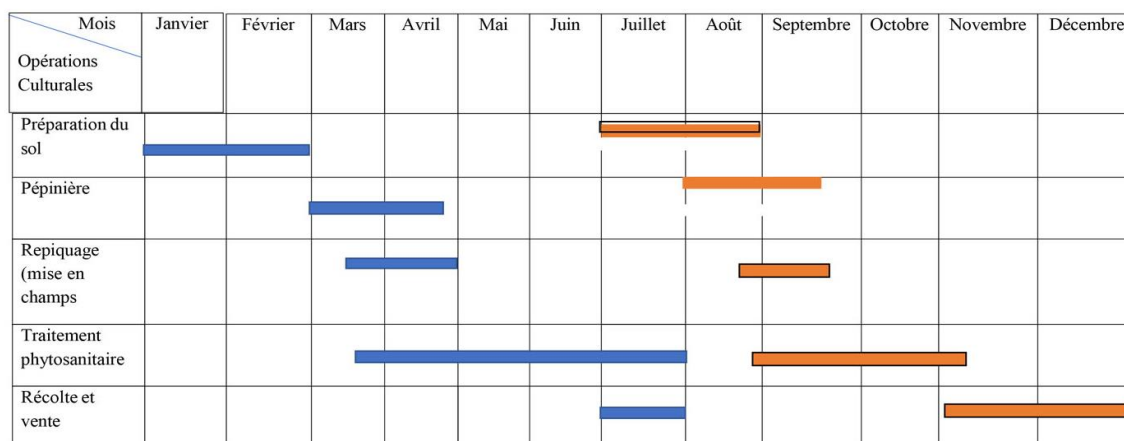 Mois
Janvier
Février
Mars
Avril
Mai
Juin
Juillet
Août
Septembre
Octobre
Novembre
Décembre
Opérations
Culturales
Préparation du
sol
Pépinière
Repiquage
(mise en
champs
Traitement
phytosanitaire
Récolte et
vente